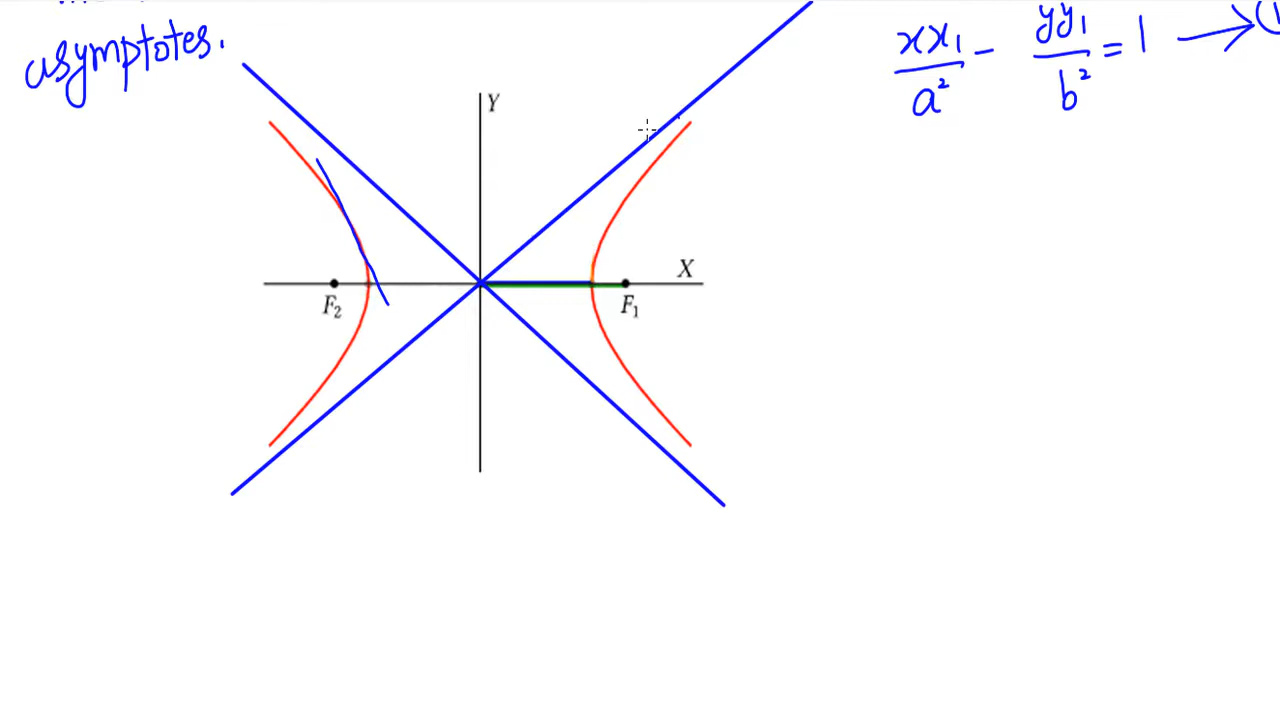 asymptotes.
xx₁/a² - yy₁/b² = 1 →
Y
X
F₂
F₁